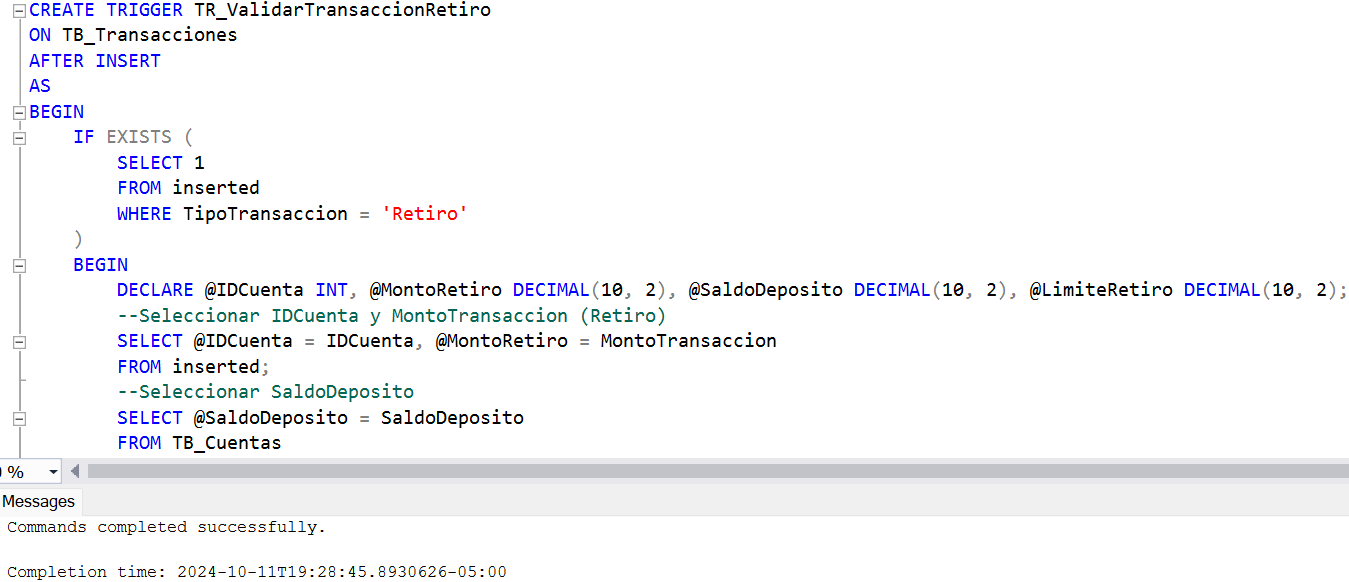 CREATE TRIGGER TR_ValidarTransaccionRetiro
ON TB_Transacciones
AFTER INSERT
AS
BEGIN
IF EXISTS (
SELECT 1
FROM inserted
WHERE TipoTransaccion = 'Retiro'
)
BEGIN
DECLARE @IDCuenta INT, @MontoRetiro DECIMAL(10, 2), @SaldoDeposito DECIMAL(10, 2), @LimiteRetiro DECIMAL(10, 2);
--Seleccionar IDCuenta y MontoTransaccion (Retiro)
SELECT @IDCuenta = IDCuenta, @MontoRetiro = MontoTransaccion
FROM inserted;
--Seleccionar SaldoDeposito
SELECT @SaldoDeposito = SaldoDeposito
FROM TB_Cuentas
%
Messages
Commands completed successfully.
Completion time: 2024-10-11T19:28:45.8930626-05:00